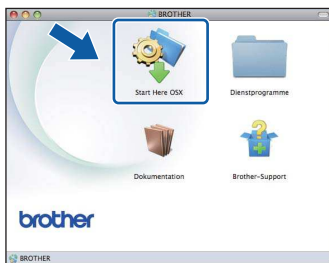 BROTHER
Start Here OSX
Dienstprogramme
Dokumentation
Brother-Support
brother
BROTHER